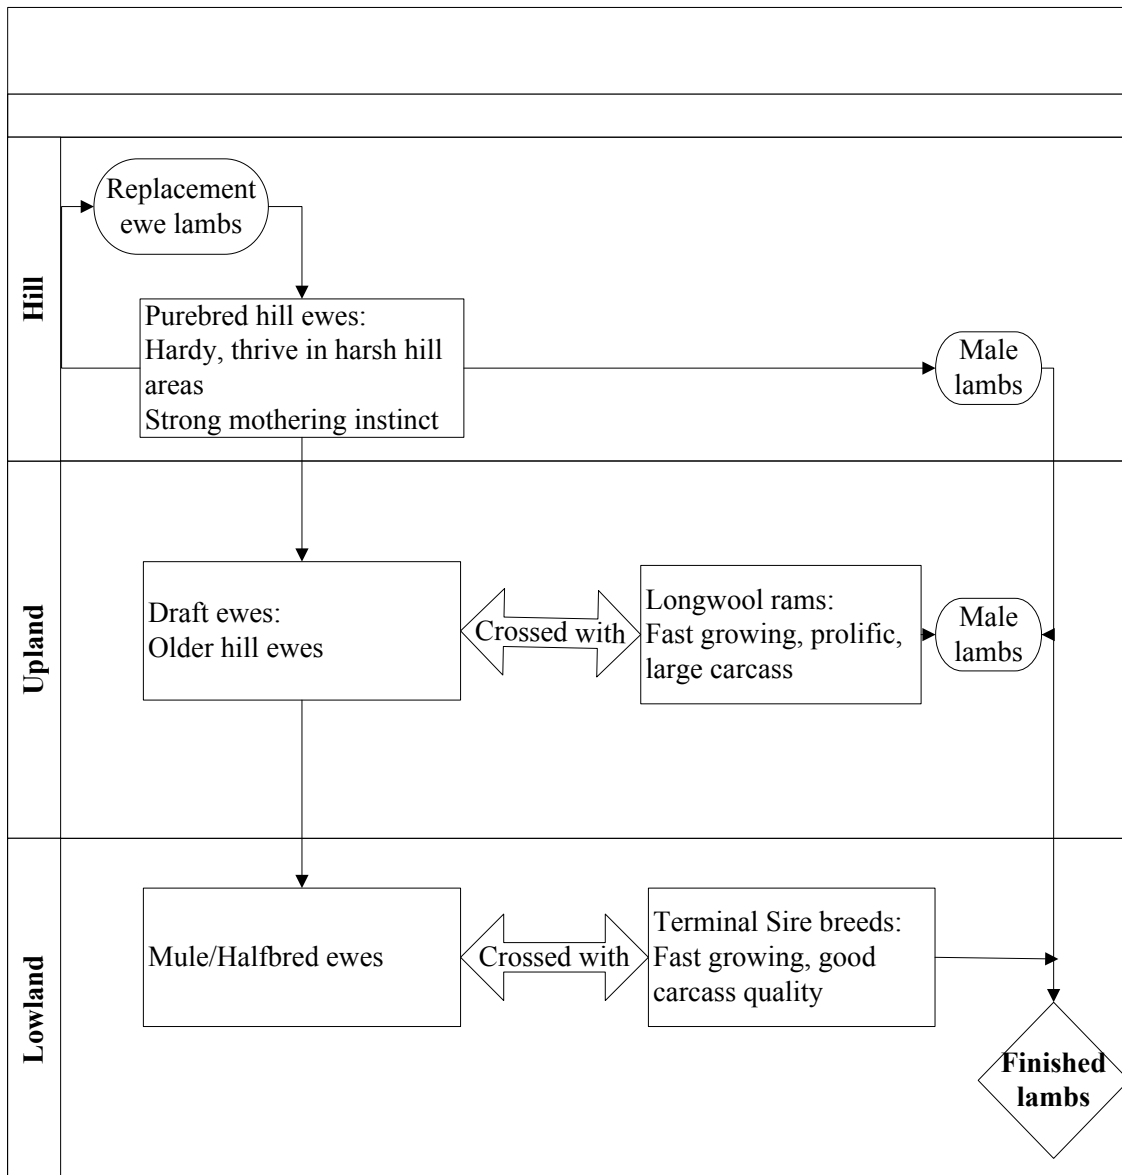 Hill
Replacement
ewe lambs
Purebred hill ewes:
Hardy, thrive in harsh hill
areas
Strong mothering instinct
Male
lambs
Upland
Draft ewes:
Older hill ewes
Crossed with
Longwool rams:
Fast growing, prolific,
large carcass
Male
lambs
Lowland
Mule/Halfbred ewes
Crossed with
Terminal Sire breeds:
Fast growing, good
carcass quality
Finished
lambs